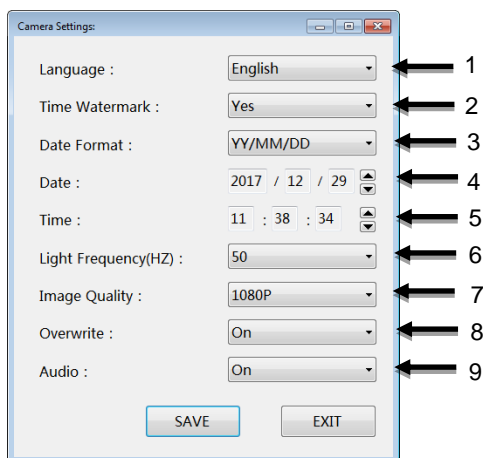 Camera Settings:
Language : English 1
Time Watermark : Yes 2
Date Format : YY/MM/DD 3
Date : 2017 / 12 / 29 4
Time : 11 : 38 : 34 5
Light Frequency(HZ) : 50 6
Image Quality : 1080P 7
Overwrite : On 8
Audio : On 9
SAVE EXIT